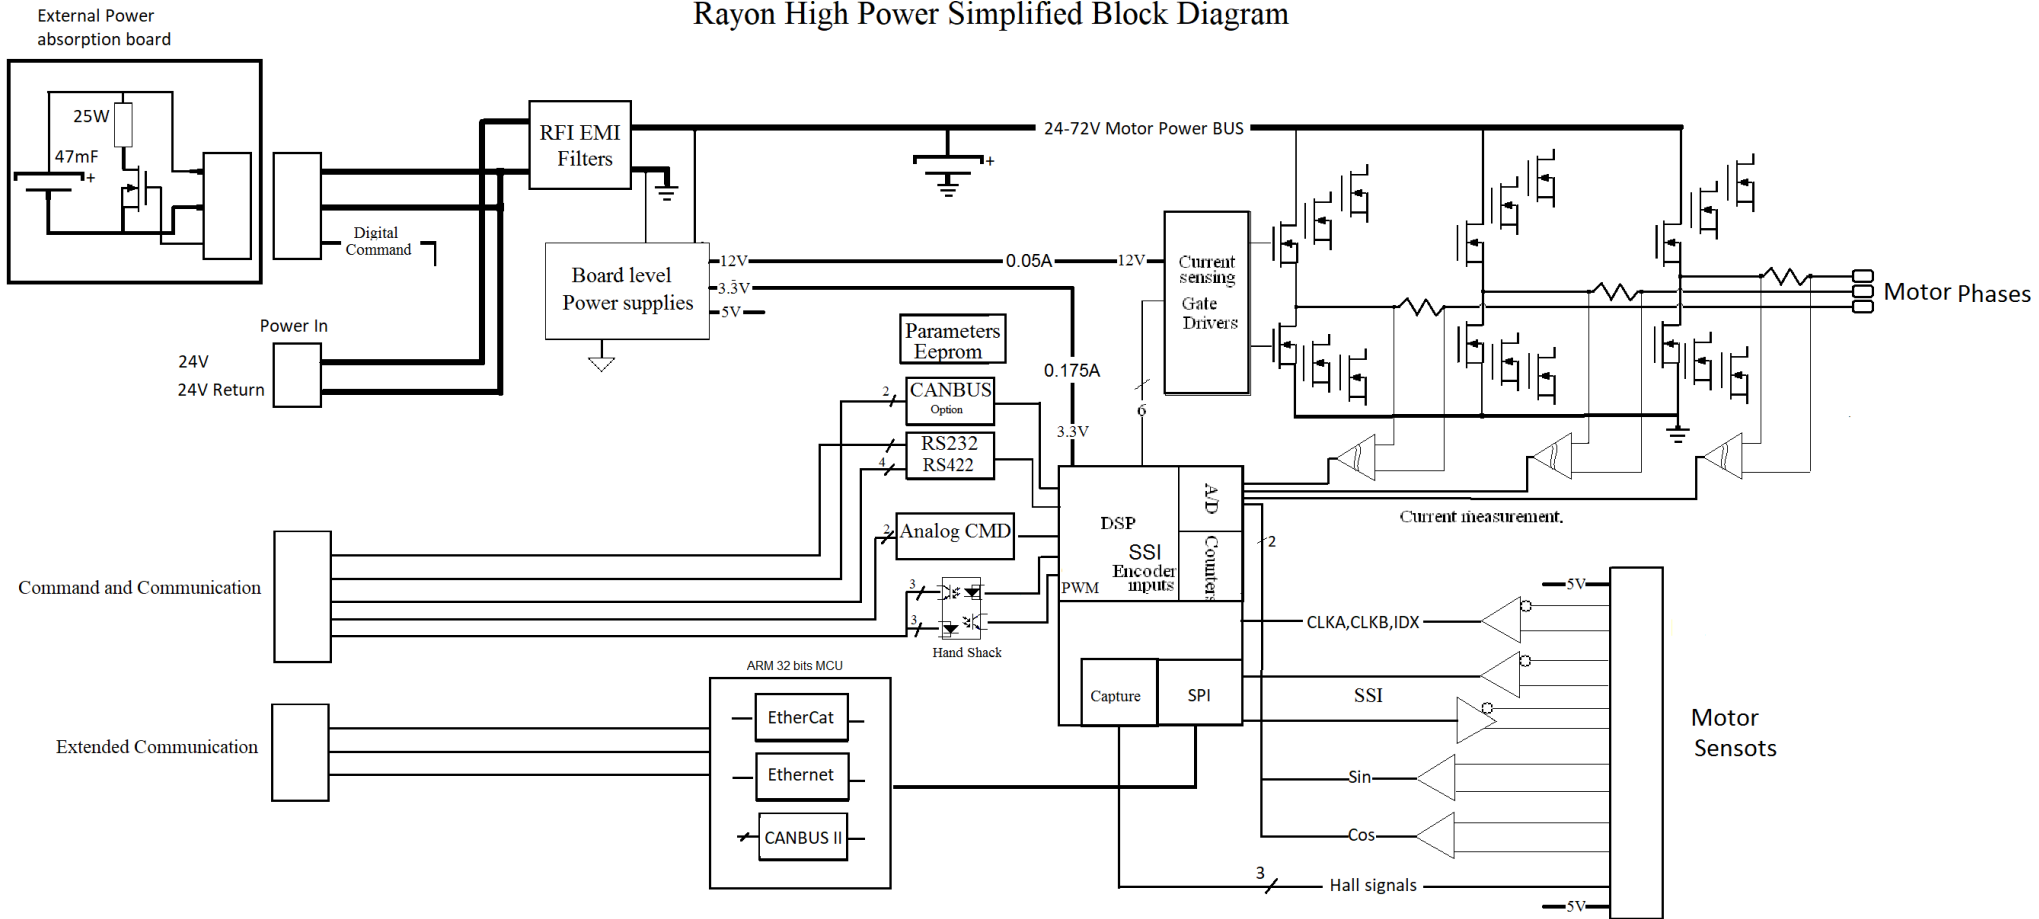 Rayon High Power Simplified Block Diagram
External Power
absorption board
25W
47mF
+
RFI EMI
Filters
24-72V Motor Power BUS
+
Digital
Command
Board level
Power supplies
12V
0.05A
12V
3.3V
5V
Current
sensing
Gate
Drivers
Motor Phases
Power In
24V
24V Return
Parameters
Eeprom
0.175A
2
CANBUS
Option
6
3.3V
RS232
RS422
4
A/D
DSP
SSI
Encoder
inputs
Counters
PWM
Current measurement.
2
Analog CMD
2
Command and Communication
3
3
Hand Shack
5V
CLKA,CLKB,IDX
ARM 32 bits MCU
Capture
SPI
SSI
EtherCat
Ethernet
CANBUS II
Extended Communication
Motor
Sensots
Sin
Cos
3
Hall signals
5V